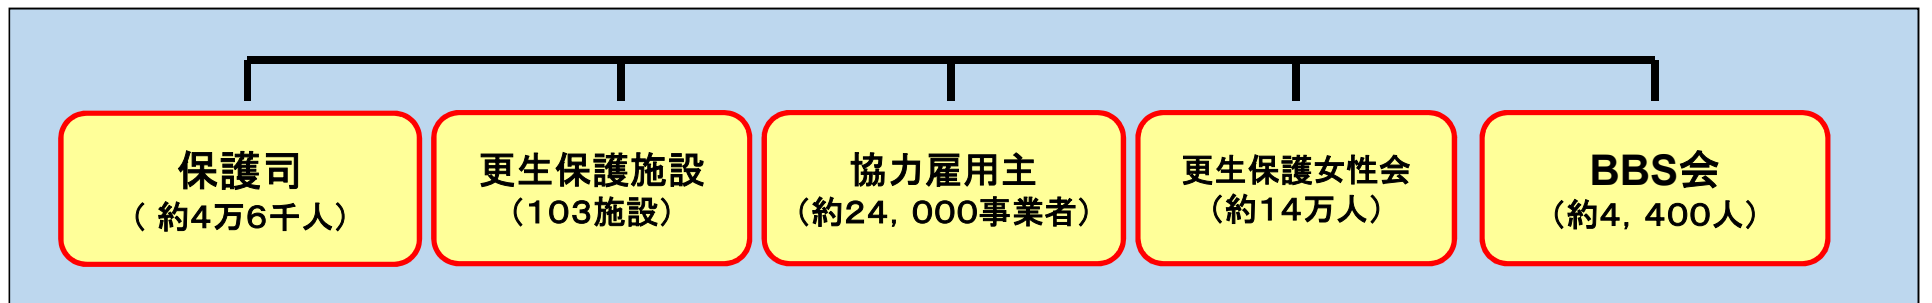 保護司
（ 約4万6千人）
更生保護施設
（103施設）
協力雇用主
（約24，000事業者）
更生保護女性会
（約14万人）
BBS会
（約4，400人）